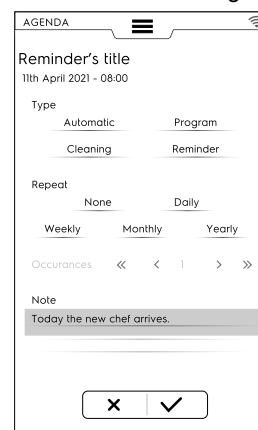 AGENDA
Reminder's title
11th April 2021 - 08:00
Type
Automatic Program
Cleaning Reminder
Repeat
None Daily
Weekly Monthly Yearly
Occurances « < 1 > »
Note
Today the new chef arrives.